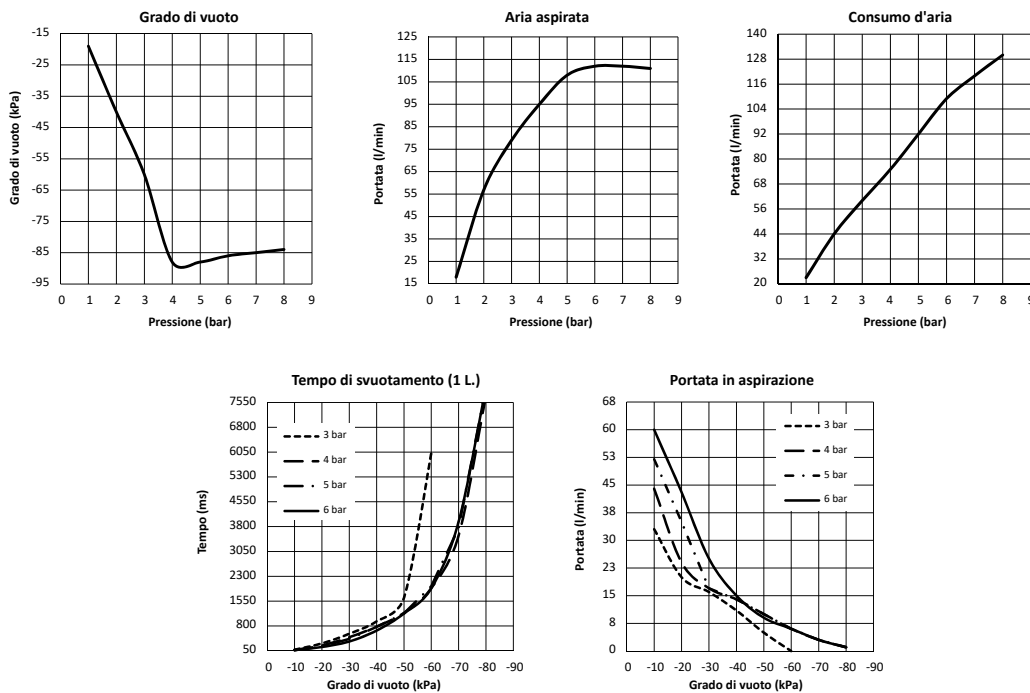 Grado di vuoto
-15
-25
-45
-55
-65
-75
-85
-95
Grado di vuoto (kPa)
0 1 2 3 4 5 6 7 8 9
Pressione (bar)
Aria aspirata
125
115
105
95
85
75
65
55
45
35
25
15
Portata (l/min)
0 1 2 3 4 5 6 7 8 9
Pressione (bar)
Consumo d'aria
140
128
116
104
92
80
68
56
44
32
20
Portata (l/min)
0 1 2 3 4 5 6 7 8 9
Pressione (bar)
Tempo di svuotamento (1 L.)
7550
6800
6050
5300
4550
3800
3050
2300
1550
800
50
Tempo (ms)
3 bar
4 bar
5 bar
6 bar
0 -10 -20 -30 -40 -50 -60 -70 -80 -90
Grado di vuoto (kPa)
Portata in aspirazione
68
60
53
45
38
30
23
15
8
0
Portata (l/min)
3 bar
4 bar
5 bar
6 bar
0 -10 -20 -30 -40 -50 -60 -70 -80 -90
Grado di vuoto (kPa)